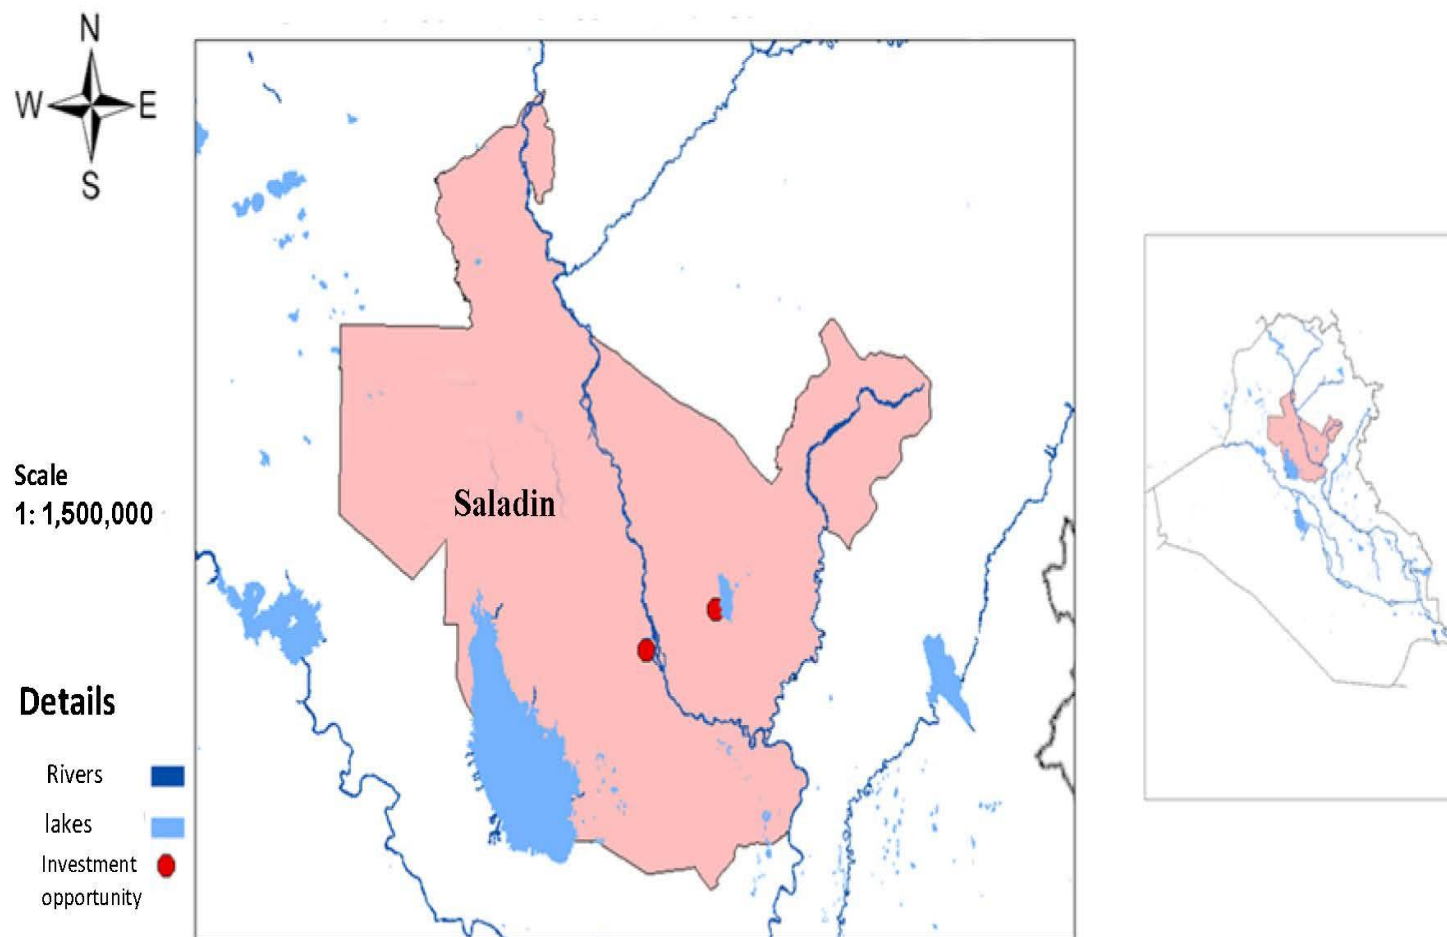 N
W E
S
Scale
1: 1,500,000
Saladin
Details
Rivers
lakes
Investment
opportunity